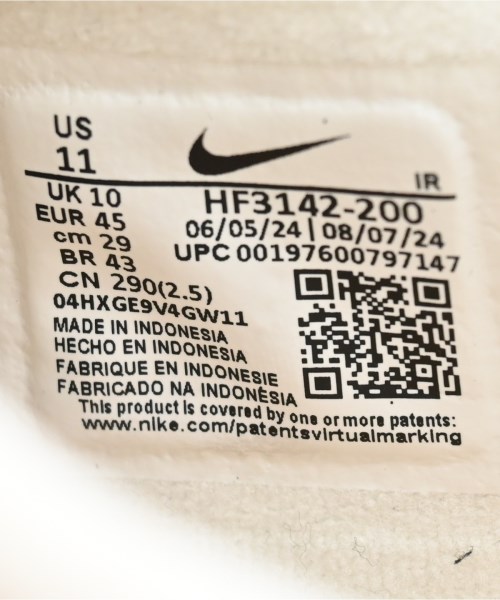 US
11
IR
UK 10
HF3142-200
EUR 45
06/05/24 | 08/07/24
cm 29
UPC 00197600797147
BR 43
CN 290(2.5)
04HXGE9V4GW11
MADE IN INDONESIA
HECHO EN INDONESIA
FABRIQUE EN INDONESIE
FABRICADO NA INDONÈSIA
This product is covered by one or more patents:
www.nike.com/patentsvirtualmarking